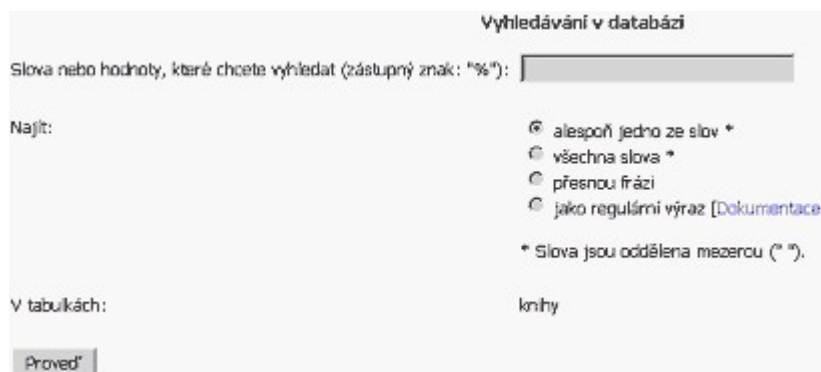 Vyhledávání v databázi
Slova nebo hodnoty, které chcete vyhledat (zástupný znak: "%"):
Najít:
alespoň jedno ze slov *
všechna slova *
přesnou frázi
jako regulární výraz [Dokumentace
* Slova jsou oddělena mezerou (" ").
V tabulkách:
knihy
Proveď